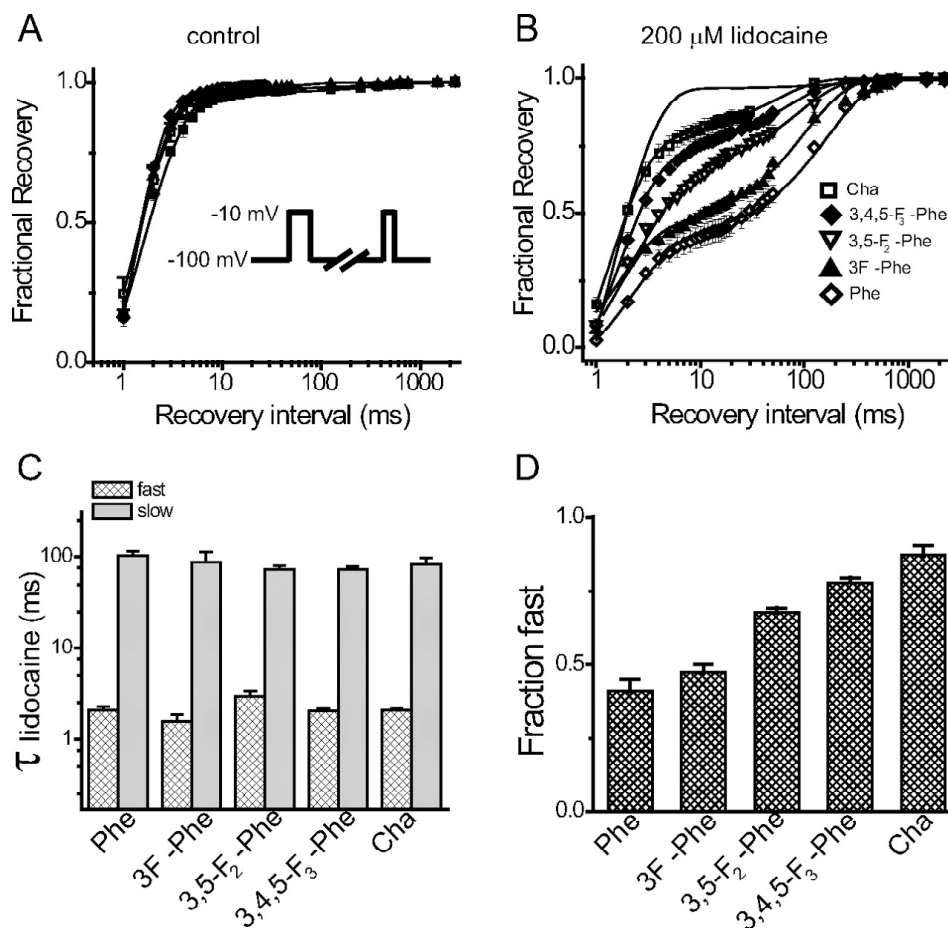 A
control
1.0
0.5
0.0
Fractional Recovery
-10 mV
-100 mV
1 10 100 1000
Recovery interval (ms)
B
200 μM lidocaine
1.0
0.5
0.0
Fractional Recovery
Cha
3,4,5-F3 -Phe
3,5-F2 -Phe
3F -Phe
Phe
1 10 100 1000
Recovery interval (ms)
C
fast
slow
100
10
1
τ lidocaine (ms)
Phe
3F -Phe
3,5-F2 -Phe
3,4,5-F3 -Phe
Cha
D
1.0
0.5
0.0
Fraction fast
Phe
3F -Phe
3,5-F2 -Phe
3,4,5-F3 -Phe
Cha